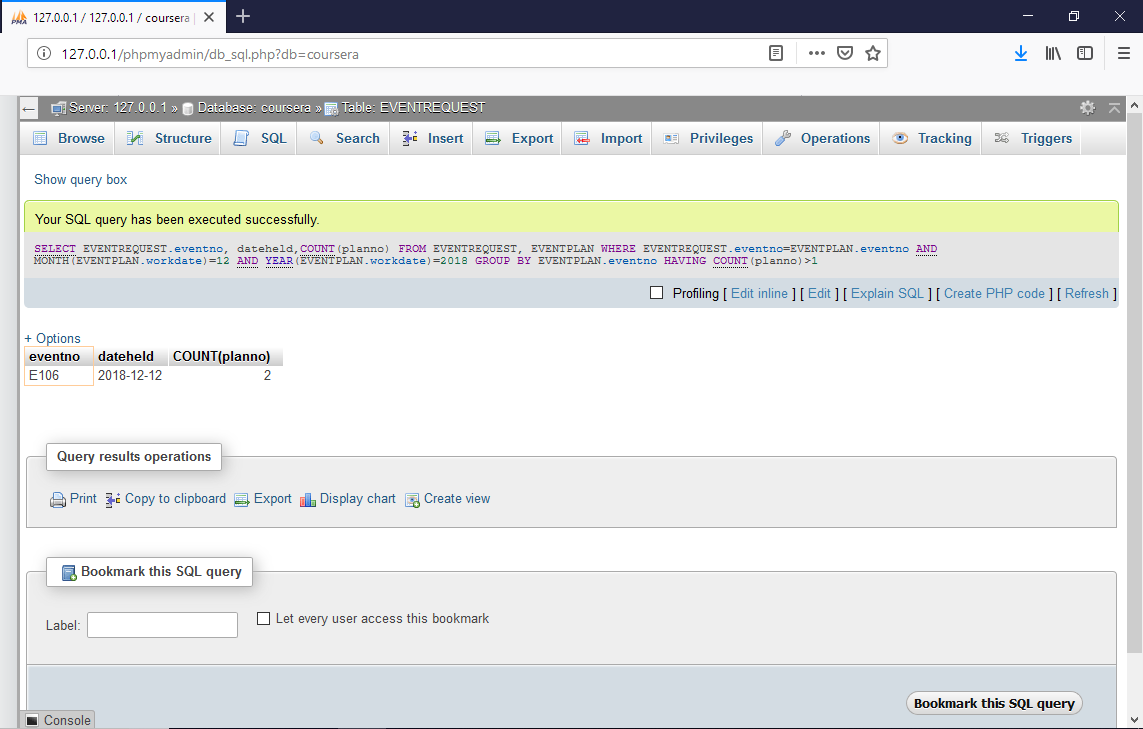 127.0.0.1 / 127.0.0.1 / coursera
127.0.0.1/phpmyadmin/db_sql.php?db=coursera
Server: 127.0.0.1 » Database: coursera » Table: EVENTREQUEST
Browse Structure SQL Search Insert Export Import Privileges Operations Tracking Triggers
Show query box
Your SQL query has been executed successfully.
SELECT EVENTREQUEST.eventno, dateheld,COUNT(planno) FROM EVENTREQUEST, EVENTPLAN WHERE EVENTREQUEST.eventno=EVENTPLAN.eventno AND
MONTH(EVENTPLAN.workdate)=12 AND YEAR(EVENTPLAN.workdate)=2018 GROUP BY EVENTPLAN.eventno HAVING COUNT(planno)>1
Profiling [ Edit inline ] [ Edit ] [ Explain SQL ] [ Create PHP code ] [ Refresh ]
+ Options
eventno dateheld COUNT(planno)
E106 2018-12-12 2
Query results operations
Print Copy to clipboard Export Display chart Create view
Bookmark this SQL query
Label: Let every user access this bookmark
Bookmark this SQL query
Console